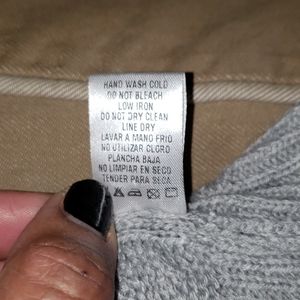 HAND WASH COLD
DO NOT BLEACH
LOW IRON
DO NOT DRY CLEAN
LINE DRY
LAVAR A MANO FRIO
NO UTILIZAR CLORO
PLANCHA BAJA
NO LIMPIAR EN SECO
TENDER PARA SECA